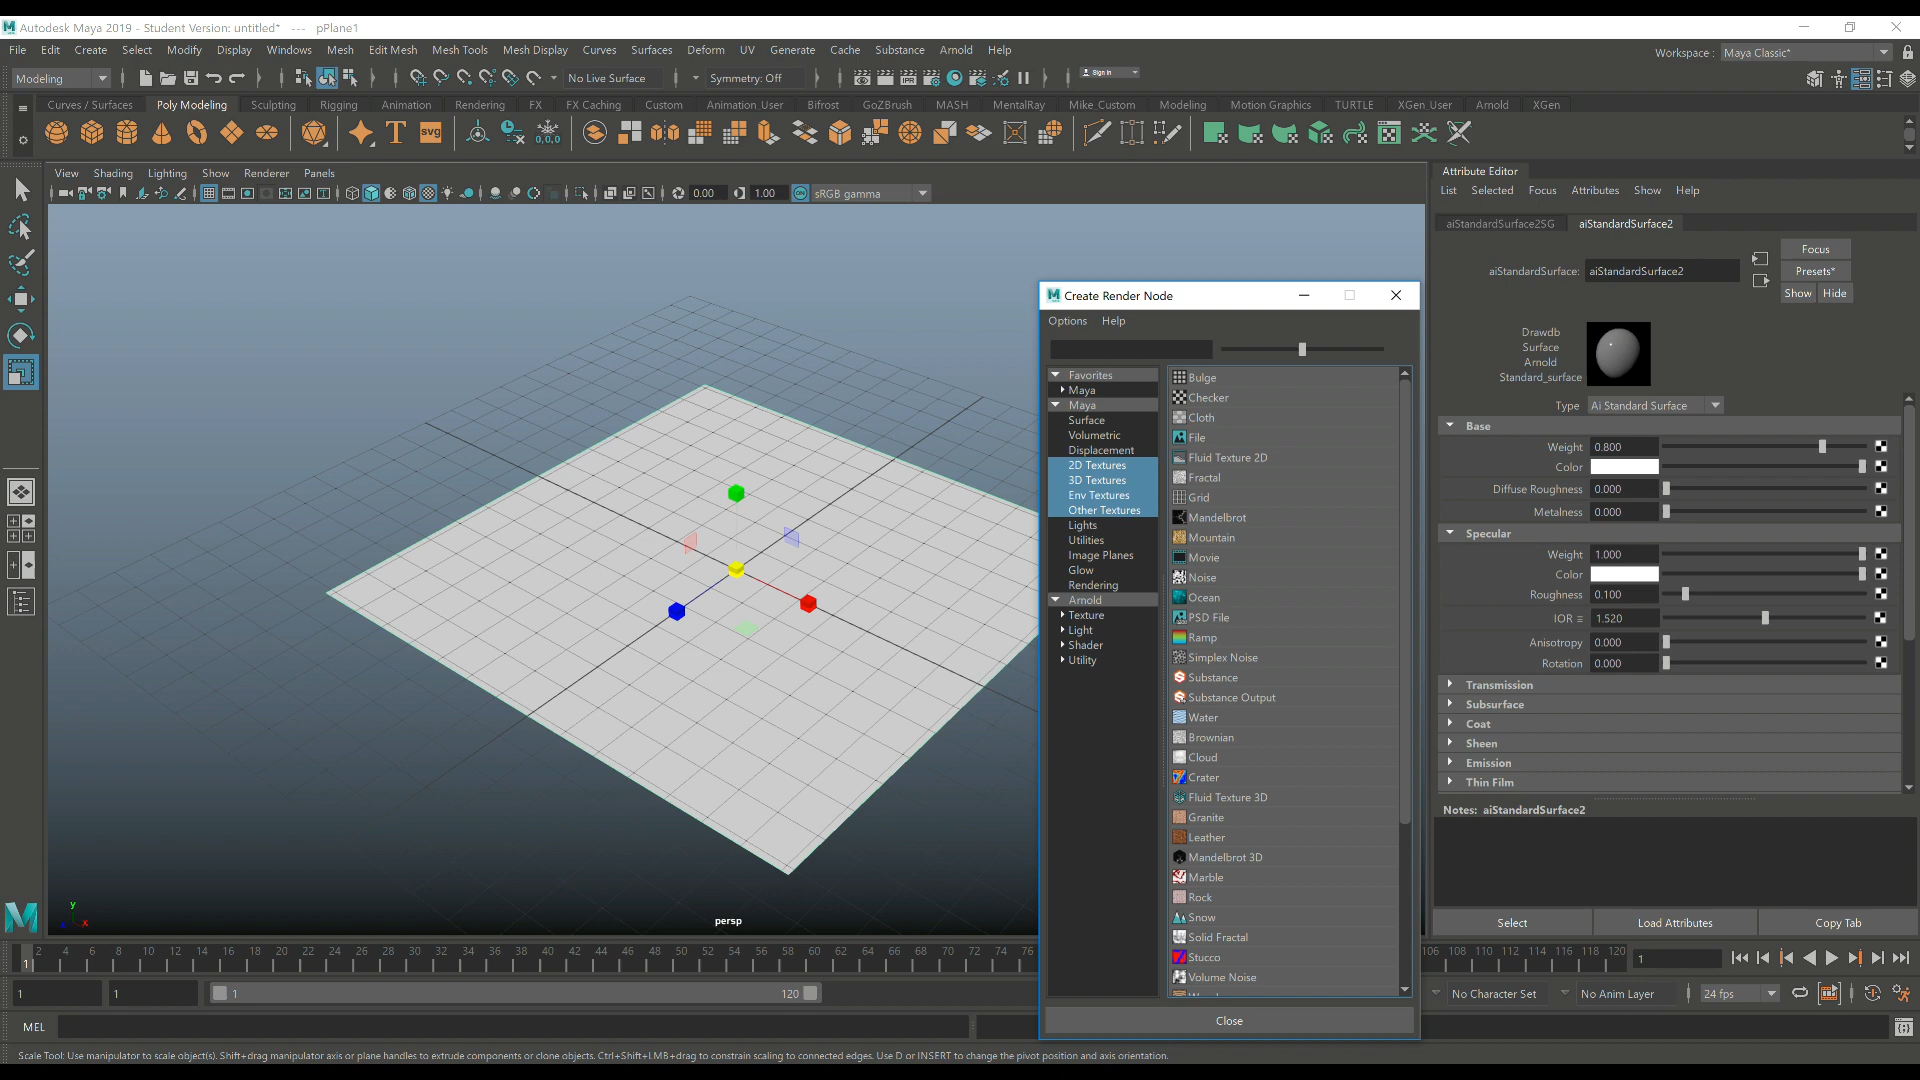 Autodesk Maya 2019 - Student Version: untitled*   ---   pPlane1
File Edit Create Select Modify Display Windows Mesh Edit Mesh Mesh Tools Mesh Display Curves Surfaces Deform UV Generate Cache Substance Arnold Help
Workspace: Maya Classic*
Modeling No Live Surface Symmetry: Off Sign In
Curves / Surfaces Poly Modeling Sculpting Rigging Animation Rendering FX FX Caching Custom Animation_User Bifrost GoZBrush MASH MentalRay Mike_Custom Modeling Motion Graphics TURTLE XGen_User Arnold XGen
T svg 0,0,0
View Shading Lighting Show Renderer Panels
0.00 1.00 ON sRGB gamma
persp
y
x
Create Render Node
Options Help
Favorites
Maya
Maya
Surface
Volumetric
Displacement
2D Textures
3D Textures
Env Textures
Other Textures
Lights
Utilities
Image Planes
Glow
Rendering
Arnold
Texture
Light
Shader
Utility
Bulge
Checker
Cloth
File
Fluid Texture 2D
Fractal
Grid
Mandelbrot
Mountain
Movie
Noise
Ocean
PSD File
Ramp
Simplex Noise
Substance
Substance Output
Water
Brownian
Cloud
Crater
Fluid Texture 3D
Granite
Leather
Mandelbrot 3D
Marble
Rock
Snow
Solid Fractal
Stucco
Volume Noise
Close
Attribute Editor
List Selected Focus Attributes Show Help
aiStandardSurface2SG aiStandardSurface2
aiStandardSurface: aiStandardSurface2
Focus
Presets*
Show Hide
Drawdb
Surface
Arnold
Standard_surface
Type Ai Standard Surface
Base
Weight 0.800
Color
Diffuse Roughness 0.000
Metalness 0.000
Specular
Weight 1.000
Color
Roughness 0.100
IOR = 1.520
Anisotropy 0.000
Rotation 0.000
Transmission
Subsurface
Coat
Sheen
Emission
Thin Film
Notes: aiStandardSurface2
Select Load Attributes Copy Tab
2 4 6 8 10 12 14 16 18 20 22 24 26 28 30 32 34 36 38 40 42 44 46 48 50 52 54 56 58 60 62 64 66 68 70 72 74 76 106 108 110 112 114 116 118 120
1 1
1 1 1 120 No Character Set No Anim Layer 24 fps
MEL
Scale Tool: Use manipulator to scale object(s). Shift+drag manipulator axis or plane handles to extrude components or clone objects. Ctrl+Shift+LMB+drag to constrain scaling to connected edges. Use D or INSERT to change the pivot position and axis orientation.